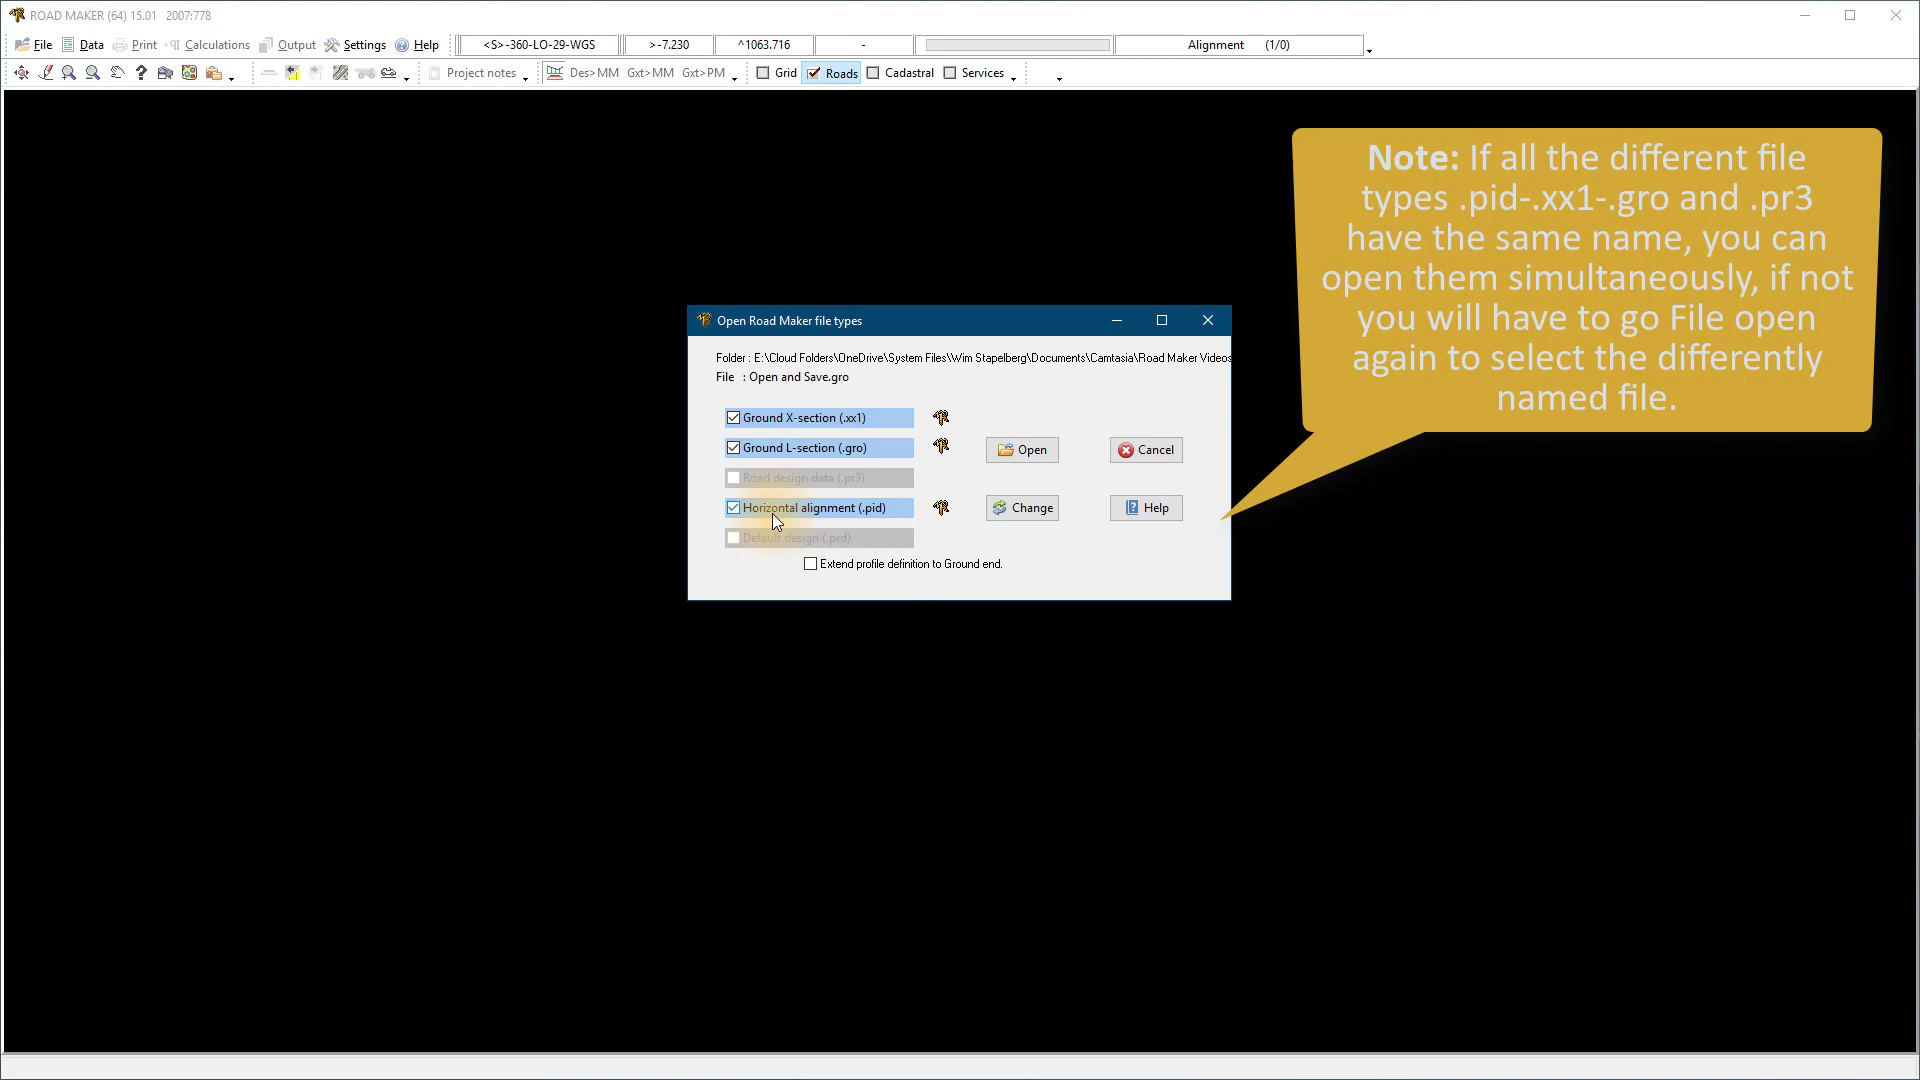 ROAD MAKER (64) 15.01 2007:778
File Data Print Calculations Output Settings Help <S>-360-LO-29-WGS >-7.230 ^1063.716 - Alignment (1/0)
Project notes Des>MM Gxt>MM Gxt>PM Grid Roads Cadastral Services
Note: If all the different file
types .pid-.xx1-.gro and .pr3
have the same name, you can
open them simultaneously, if not
you will have to go File open
again to select the differently
named file.
Open Road Maker file types
Folder : E:\Cloud Folders\OneDrive\System Files\Wim Stapelberg\Documents\Camtasia\Road Maker Videos
File : Open and Save.gro
Ground X-section (.xx1)
Ground L-section (.gro) Open Cancel
Road design data (.pr3)
Horizontal alignment (.pid) Change Help
Default design (.prd)
Extend profile definition to Ground end.